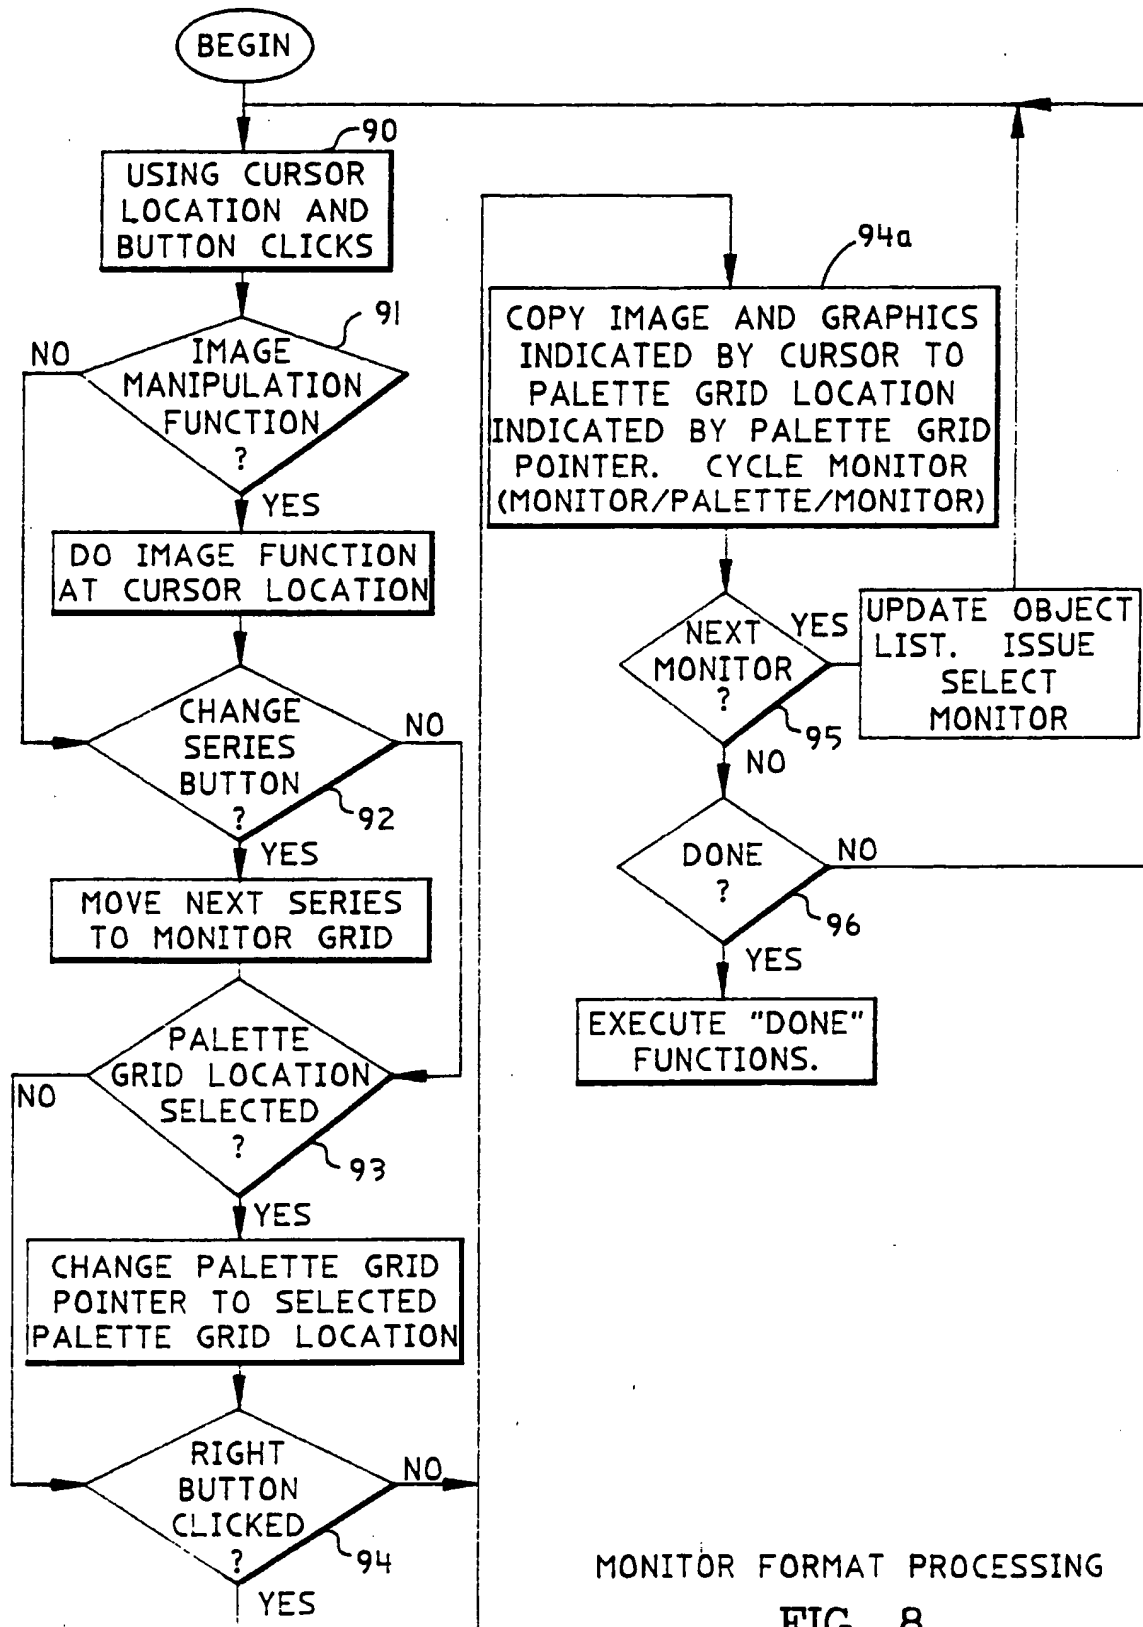 BEGIN
90
USING CURSOR
LOCATION AND
BUTTON CLICKS
91
NO
IMAGE
MANIPULATION
FUNCTION
?
YES
DO IMAGE FUNCTION
AT CURSOR LOCATION
CHANGE
SERIES
BUTTON
?
NO
92
YES
MOVE NEXT SERIES
TO MONITOR GRID
PALETTE
GRID LOCATION
SELECTED
?
NO
93
YES
CHANGE PALETTE GRID
POINTER TO SELECTED
PALETTE GRID LOCATION
RIGHT
BUTTON
CLICKED
?
NO
94
YES
94a
COPY IMAGE AND GRAPHICS
INDICATED BY CURSOR TO
PALETTE GRID LOCATION
INDICATED BY PALETTE GRID
POINTER. CYCLE MONITOR
(MONITOR/PALETTE/MONITOR)
NEXT
MONITOR
?
YES
95
UPDATE OBJECT
LIST. ISSUE
SELECT
MONITOR
NO
DONE
?
NO
96
YES
EXECUTE "DONE"
FUNCTIONS.
MONITOR FORMAT PROCESSING
FIG. 8